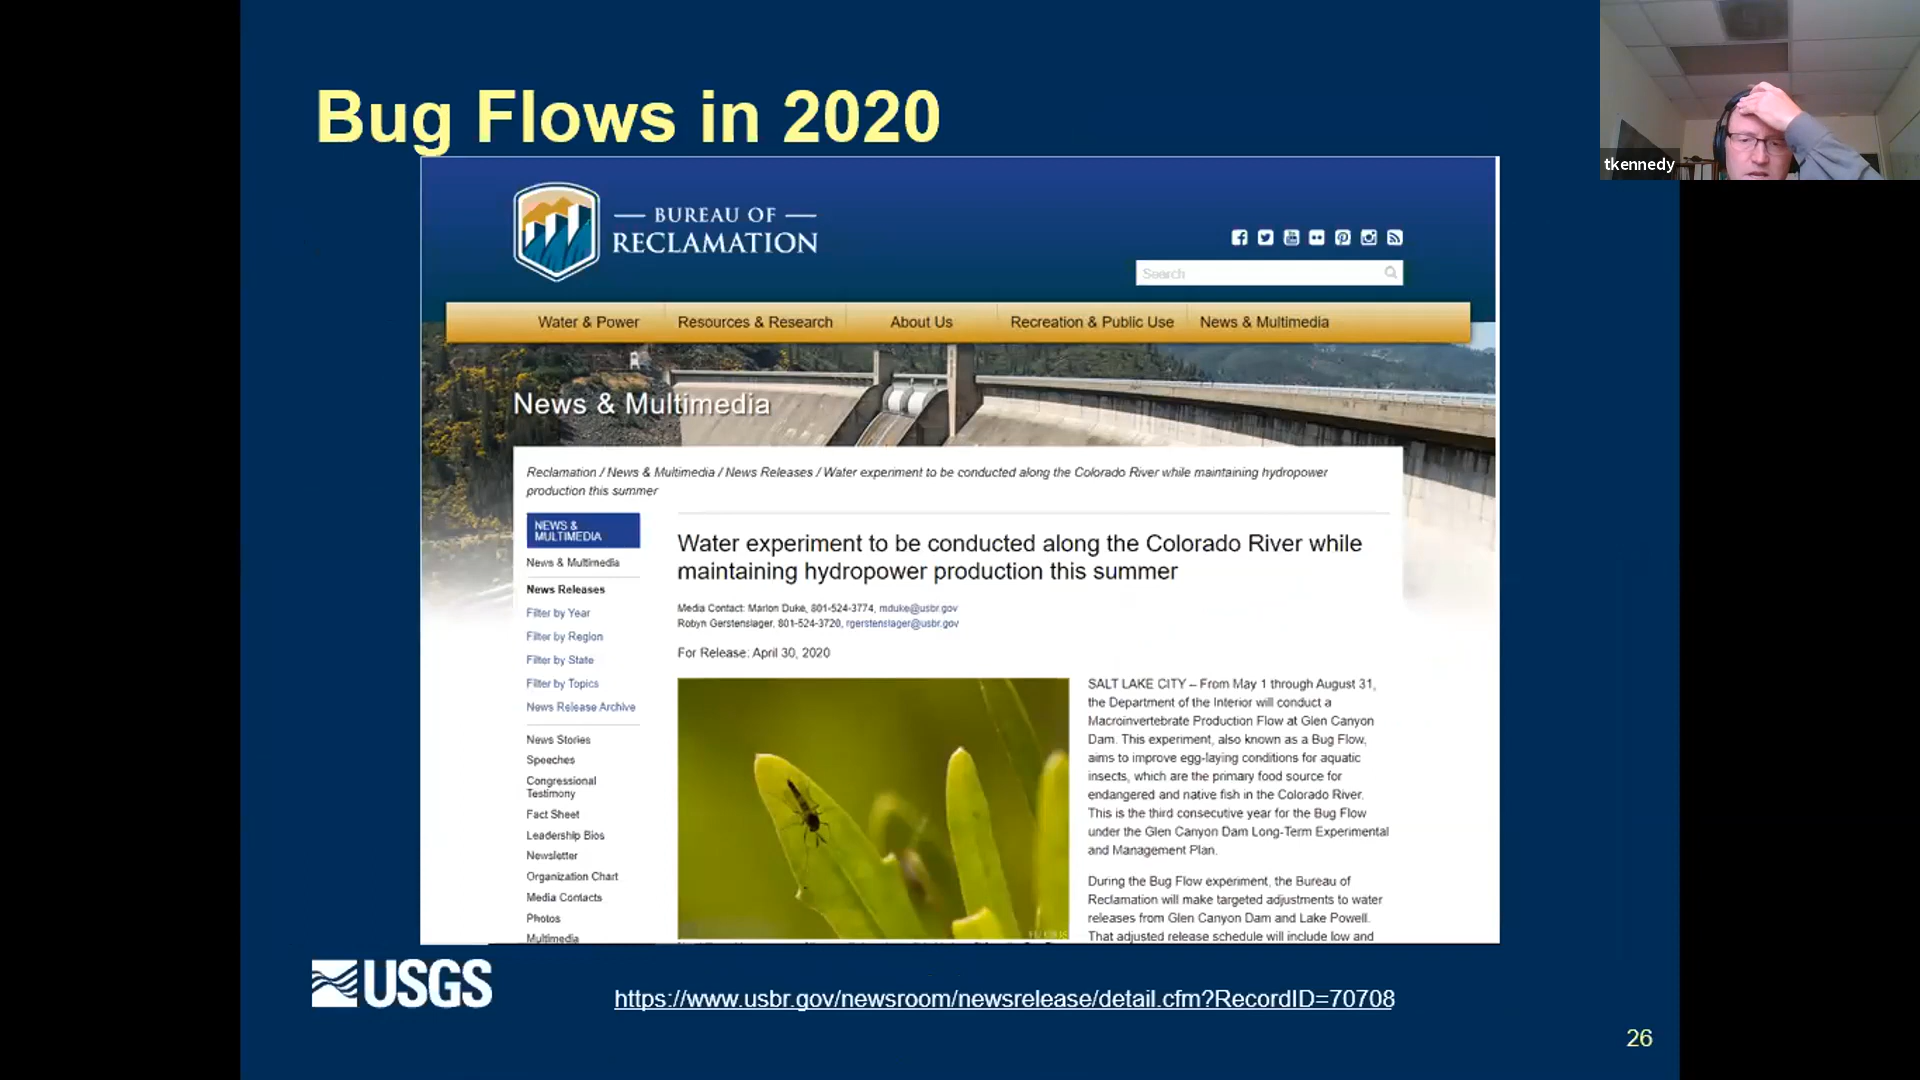 Bug Flows in 2020
tkennedy
BUREAU OF
RECLAMATION
Search
Water & Power
Resources & Research
About Us
Recreation & Public Use
News & Multimedia
News & Multimedia
Reclamation / News & Multimedia / News Releases / Water experiment to be conducted along the Colorado River while maintaining hydropower
production this summer
NEWS &
MULTIMEDIA
News & Multimedia
News Releases
Filter by Year
Filter by Region
Filter by State
Filter by Topics
News Release Archive
News Stories
Speeches
Congressional
Testimony
Fact Sheet
Leadership Bios
Newsletter
Organization Chart
Media Contacts
Photos
Multimedia
Water experiment to be conducted along the Colorado River while
maintaining hydropower production this summer
Media Contact: Marlon Duke, 801-524-3774, mduke@usbr.gov
Robyn Gerstenslager, 801-524-3720, rgerstenslager@usbr.gov
For Release: April 30, 2020
SALT LAKE CITY – From May 1 through August 31,
the Department of the Interior will conduct a
Macroinvertebrate Production Flow at Glen Canyon
Dam. This experiment, also known as a Bug Flow,
aims to improve egg-laying conditions for aquatic
insects, which are the primary food source for
endangered and native fish in the Colorado River.
This is the third consecutive year for the Bug Flow
under the Glen Canyon Dam Long-Term Experimental
and Management Plan.
During the Bug Flow experiment, the Bureau of
Reclamation will make targeted adjustments to water
releases from Glen Canyon Dam and Lake Powell.
That adjusted release schedule will include low and
USGS
https://www.usbr.gov/newsroom/newsrelease/detail.cfm?RecordID=70708
26